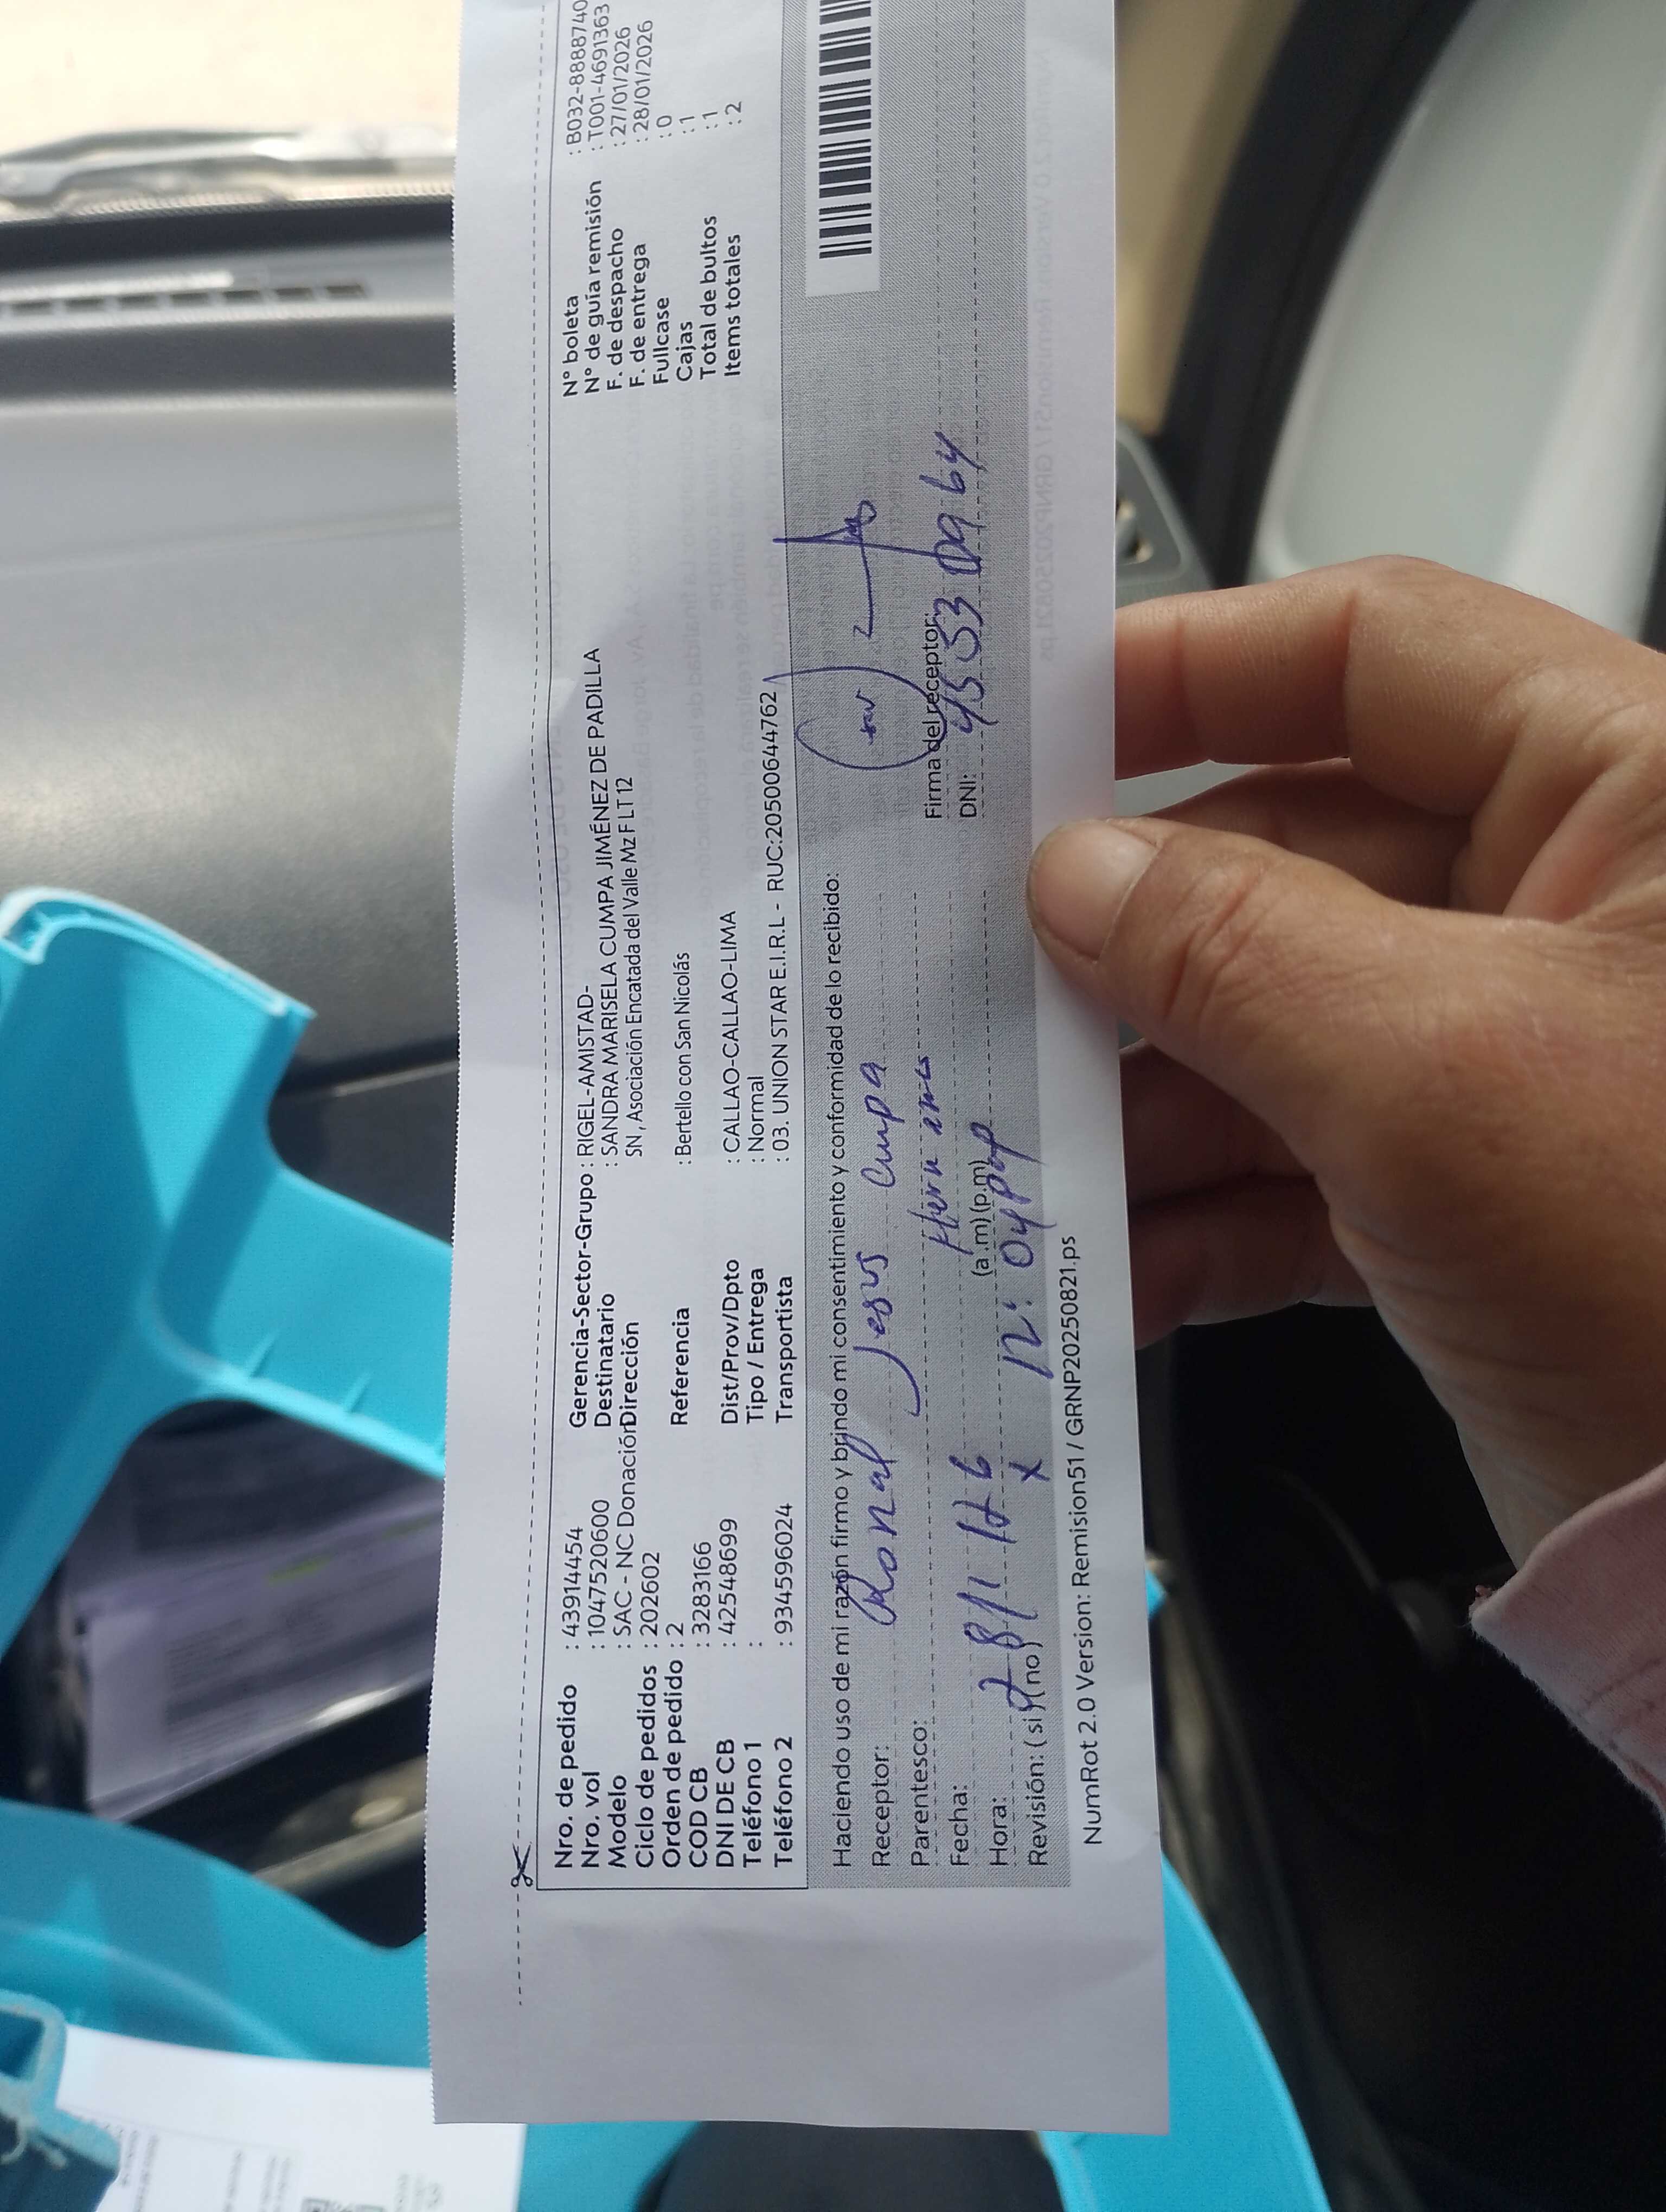 Nro. de pedido : 43914454
Nro. vol : 1047520600
Modelo : SAC - NC Donación
Ciclo de pedidos : 202602
Orden de pedido : 2
COD CB : 3283166
DNI DE CB : 42548699
Teléfono 1 :
Teléfono 2 : 934596024
Gerencia-Sector-Grupo : RIGEL-AMISTAD-
Destinatario : SANDRA MARISELA CUMPA JIMÉNEZ DE PADILLA
Dirección SN, Asociación Encatada del Valle Mz F LT 12
Referencia : Bertello con San Nicolás
Dist/Prov/Dpto : CALLAO-CALLAO-LIMA
Tipo / Entrega : Normal
Transportista : 03. UNION STAR E.I.R.L - RUC:20500644762
N° boleta : B032-8888740
N° de guía remisión : T001-4691363
F. de despacho : 27/01/2026
F. de entrega : 28/01/2026
Fullcase : 0
Cajas : 1
Total de bultos : 1
Items totales : 2
Haciendo uso de mi razón firmo y brindo mi consentimiento y conformidad de lo recibido:
Receptor: Ronal Jesus Cumpa
Parentesco: Hermano
Fecha: 28/1/26
Hora: 12:04 (a.m) (p.m)
Revisión: ( si ) ( no ) x
Firma del receptor:
DNI: 4553
NumRot 2.0 Version: Remision51 / GRNP20250821.ps